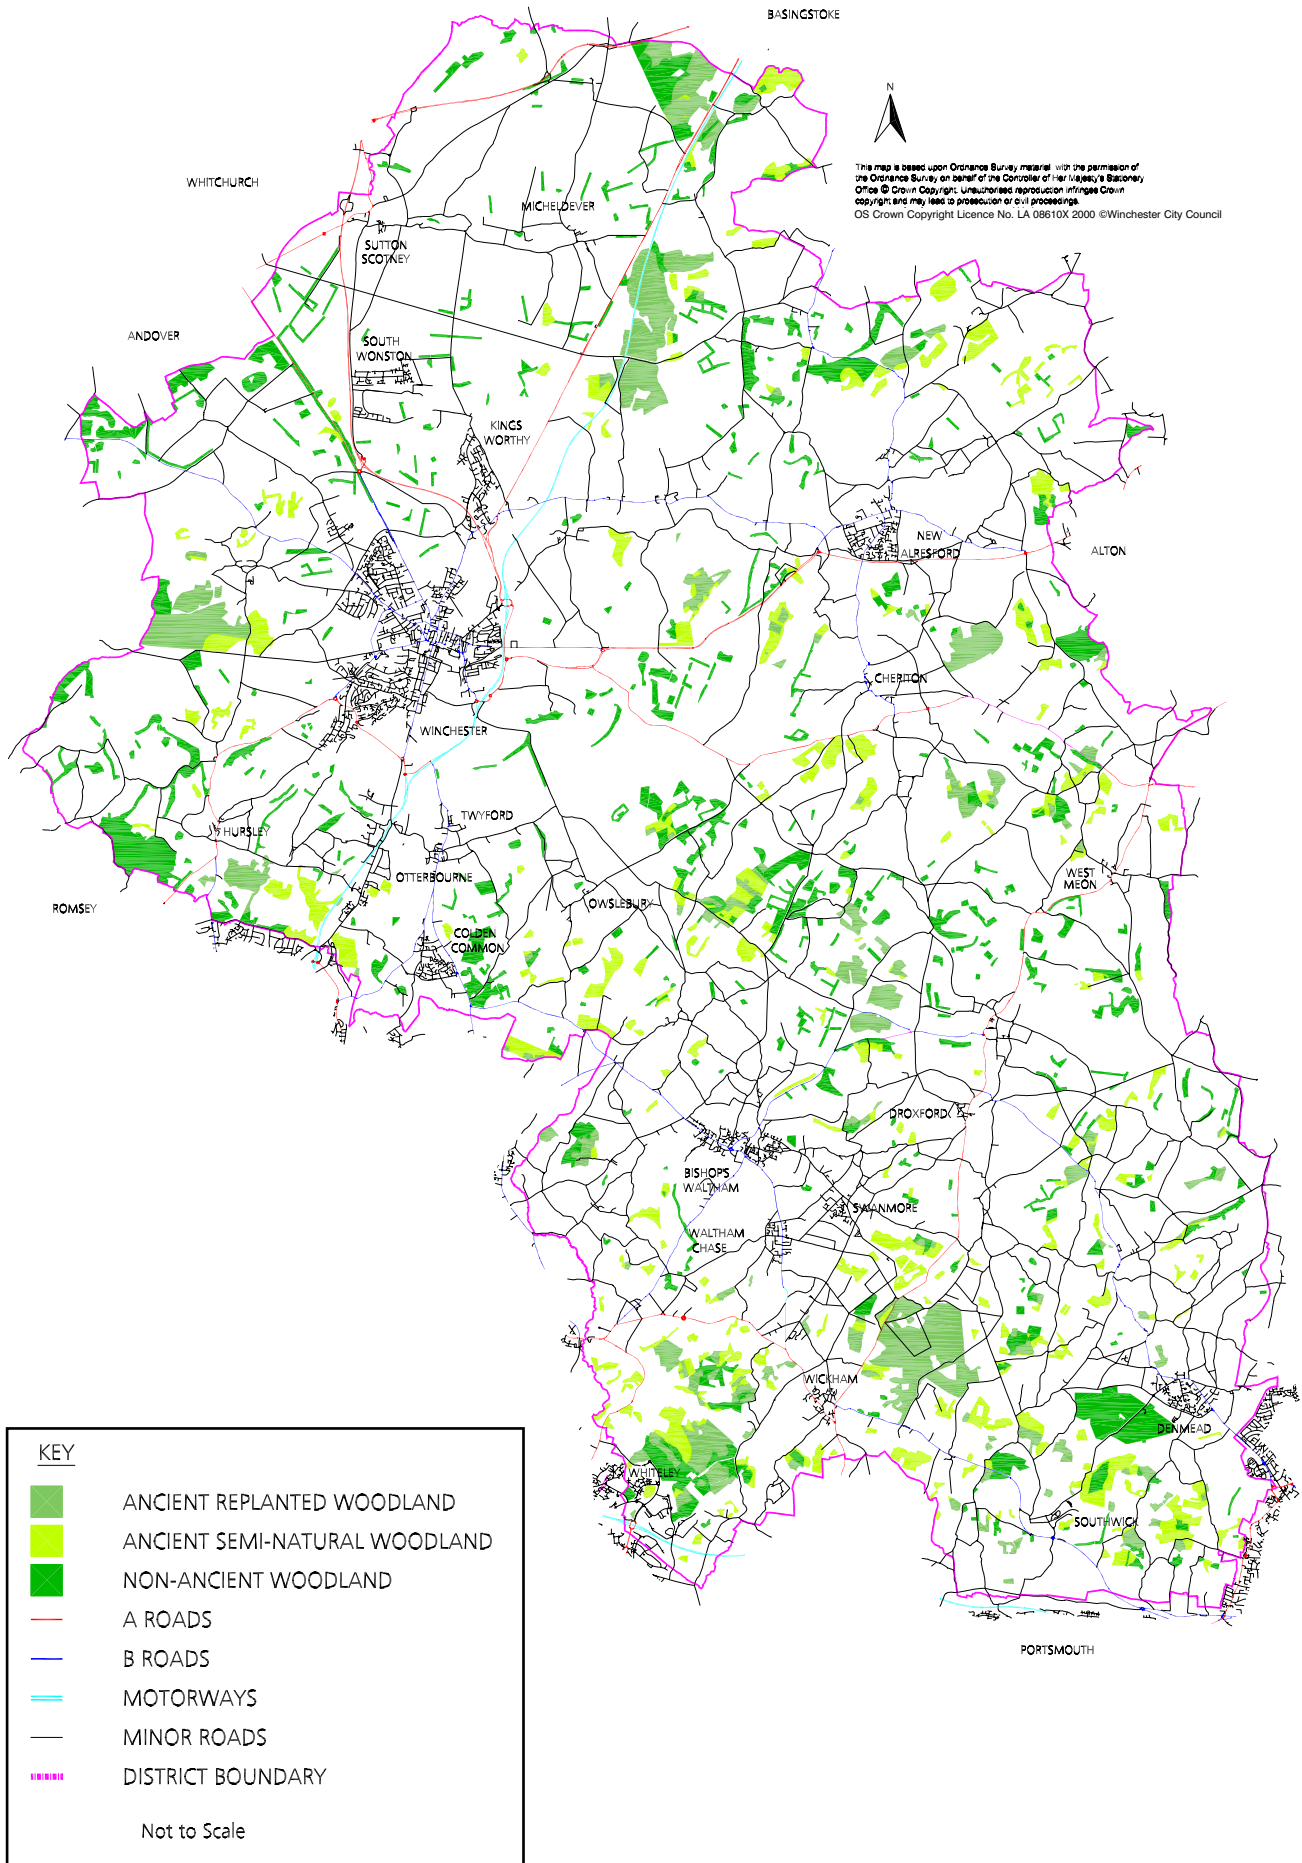 BASINGSTOKE
N
This map is based upon Ordnance Survey material with the permission of
the Ordnance Survey on behalf of the Controller of Her Majesty's Stationary
Office © Crown Copyright. Unauthorised reproduction infringes Crown
copyright and may lead to prosecution or civil proceedings.
OS Crown Copyright Licence No. LA 08610X 2000 ©Winchester City Council
WHITCHURCH
MICHELDEVER
SUTTON
SCOTNEY
ANDOVER
SOUTH
WONSTON
KINGS
WORTHY
NEW
ALRESFORD
ALTON
CHERITON
WINCHESTER
TWYFORD
HURSLEY
OTTERBOURNE
WEST
MEON
ROMSEY
OWSLEBURY
COLDEN
COMMON
DROXFORD
BISHOPS
WALTHAM
SWANMORE
WALTHAM
CHASE
WICKHAM
DENMEAD
WHITELEY
SOUTHWICK
PORTSMOUTH
KEY
ANCIENT REPLANTED WOODLAND
ANCIENT SEMI-NATURAL WOODLAND
NON-ANCIENT WOODLAND
A ROADS
B ROADS
MOTORWAYS
MINOR ROADS
DISTRICT BOUNDARY
Not to Scale